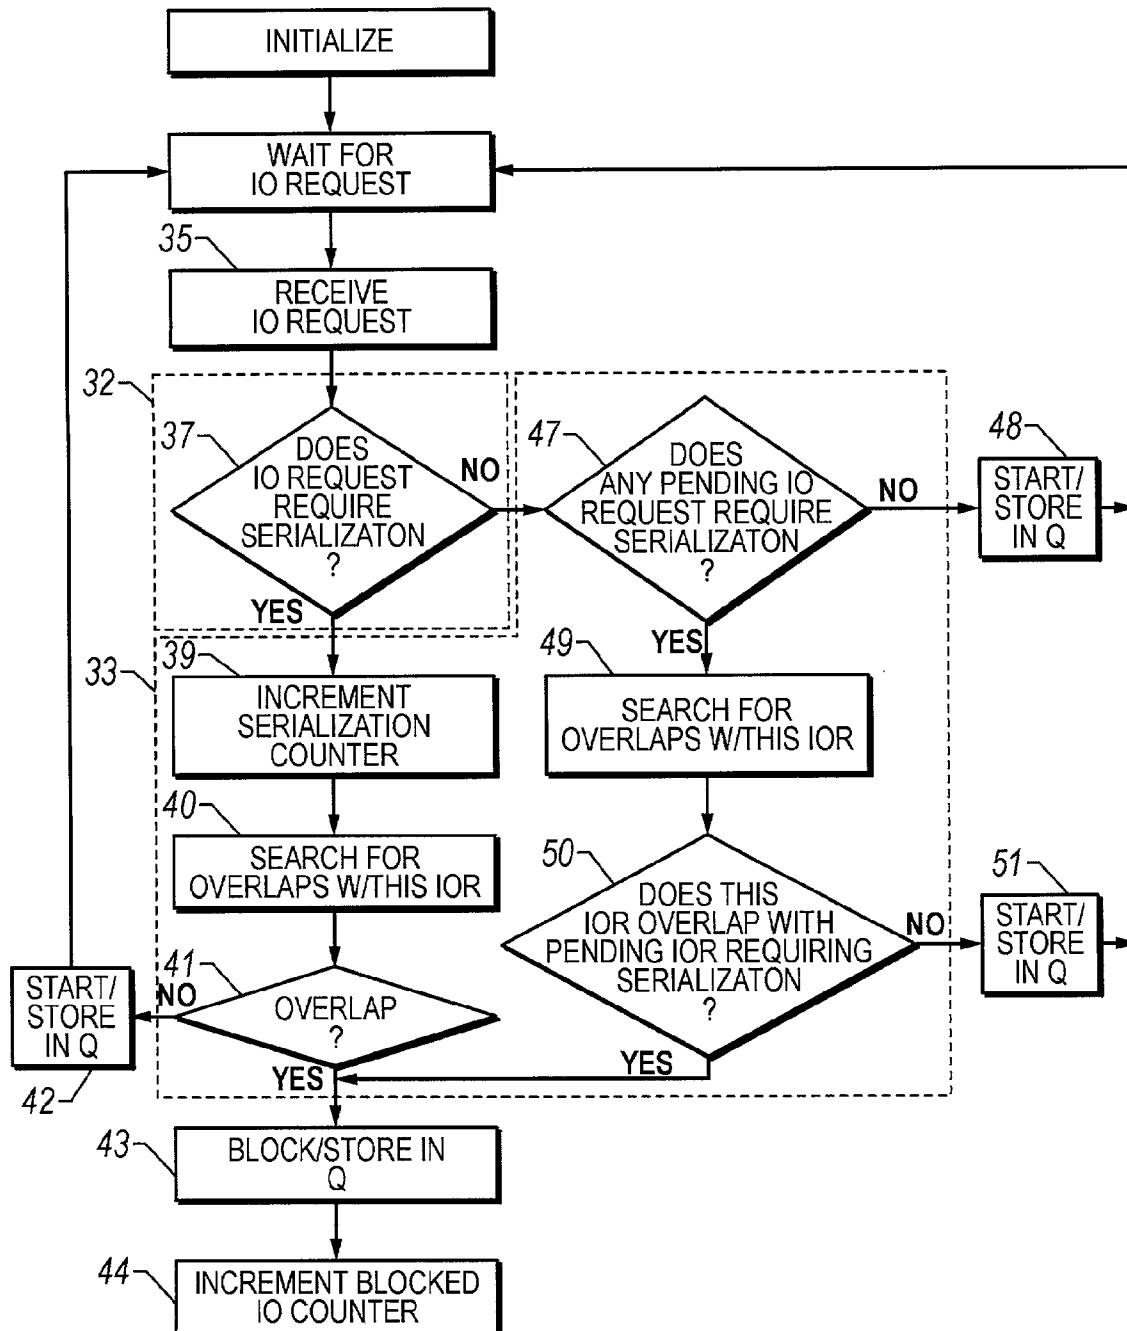 INITIALIZE
WAIT FOR
IO REQUEST
35
RECEIVE
IO REQUEST
32
37
DOES
IO REQUEST
REQUIRE
SERIALIZATON
?
NO
YES
47
DOES
ANY PENDING IO
REQUEST REQUIRE
SERIALIZATON
?
NO
YES
48
START/
STORE
IN Q
33
39
INCREMENT
SERIALIZATION
COUNTER
49
SEARCH FOR
OVERLAPS W/THIS IOR
40
SEARCH FOR
OVERLAPS W/THIS IOR
50
DOES THIS
IOR OVERLAP WITH
PENDING IOR REQUIRING
SERIALIZATON
?
NO
YES
51
START/
STORE
IN Q
41
OVERLAP
?
NO
YES
START/
STORE
IN Q
42
43
BLOCK/STORE IN
Q
44
INCREMENT BLOCKED
IO COUNTER